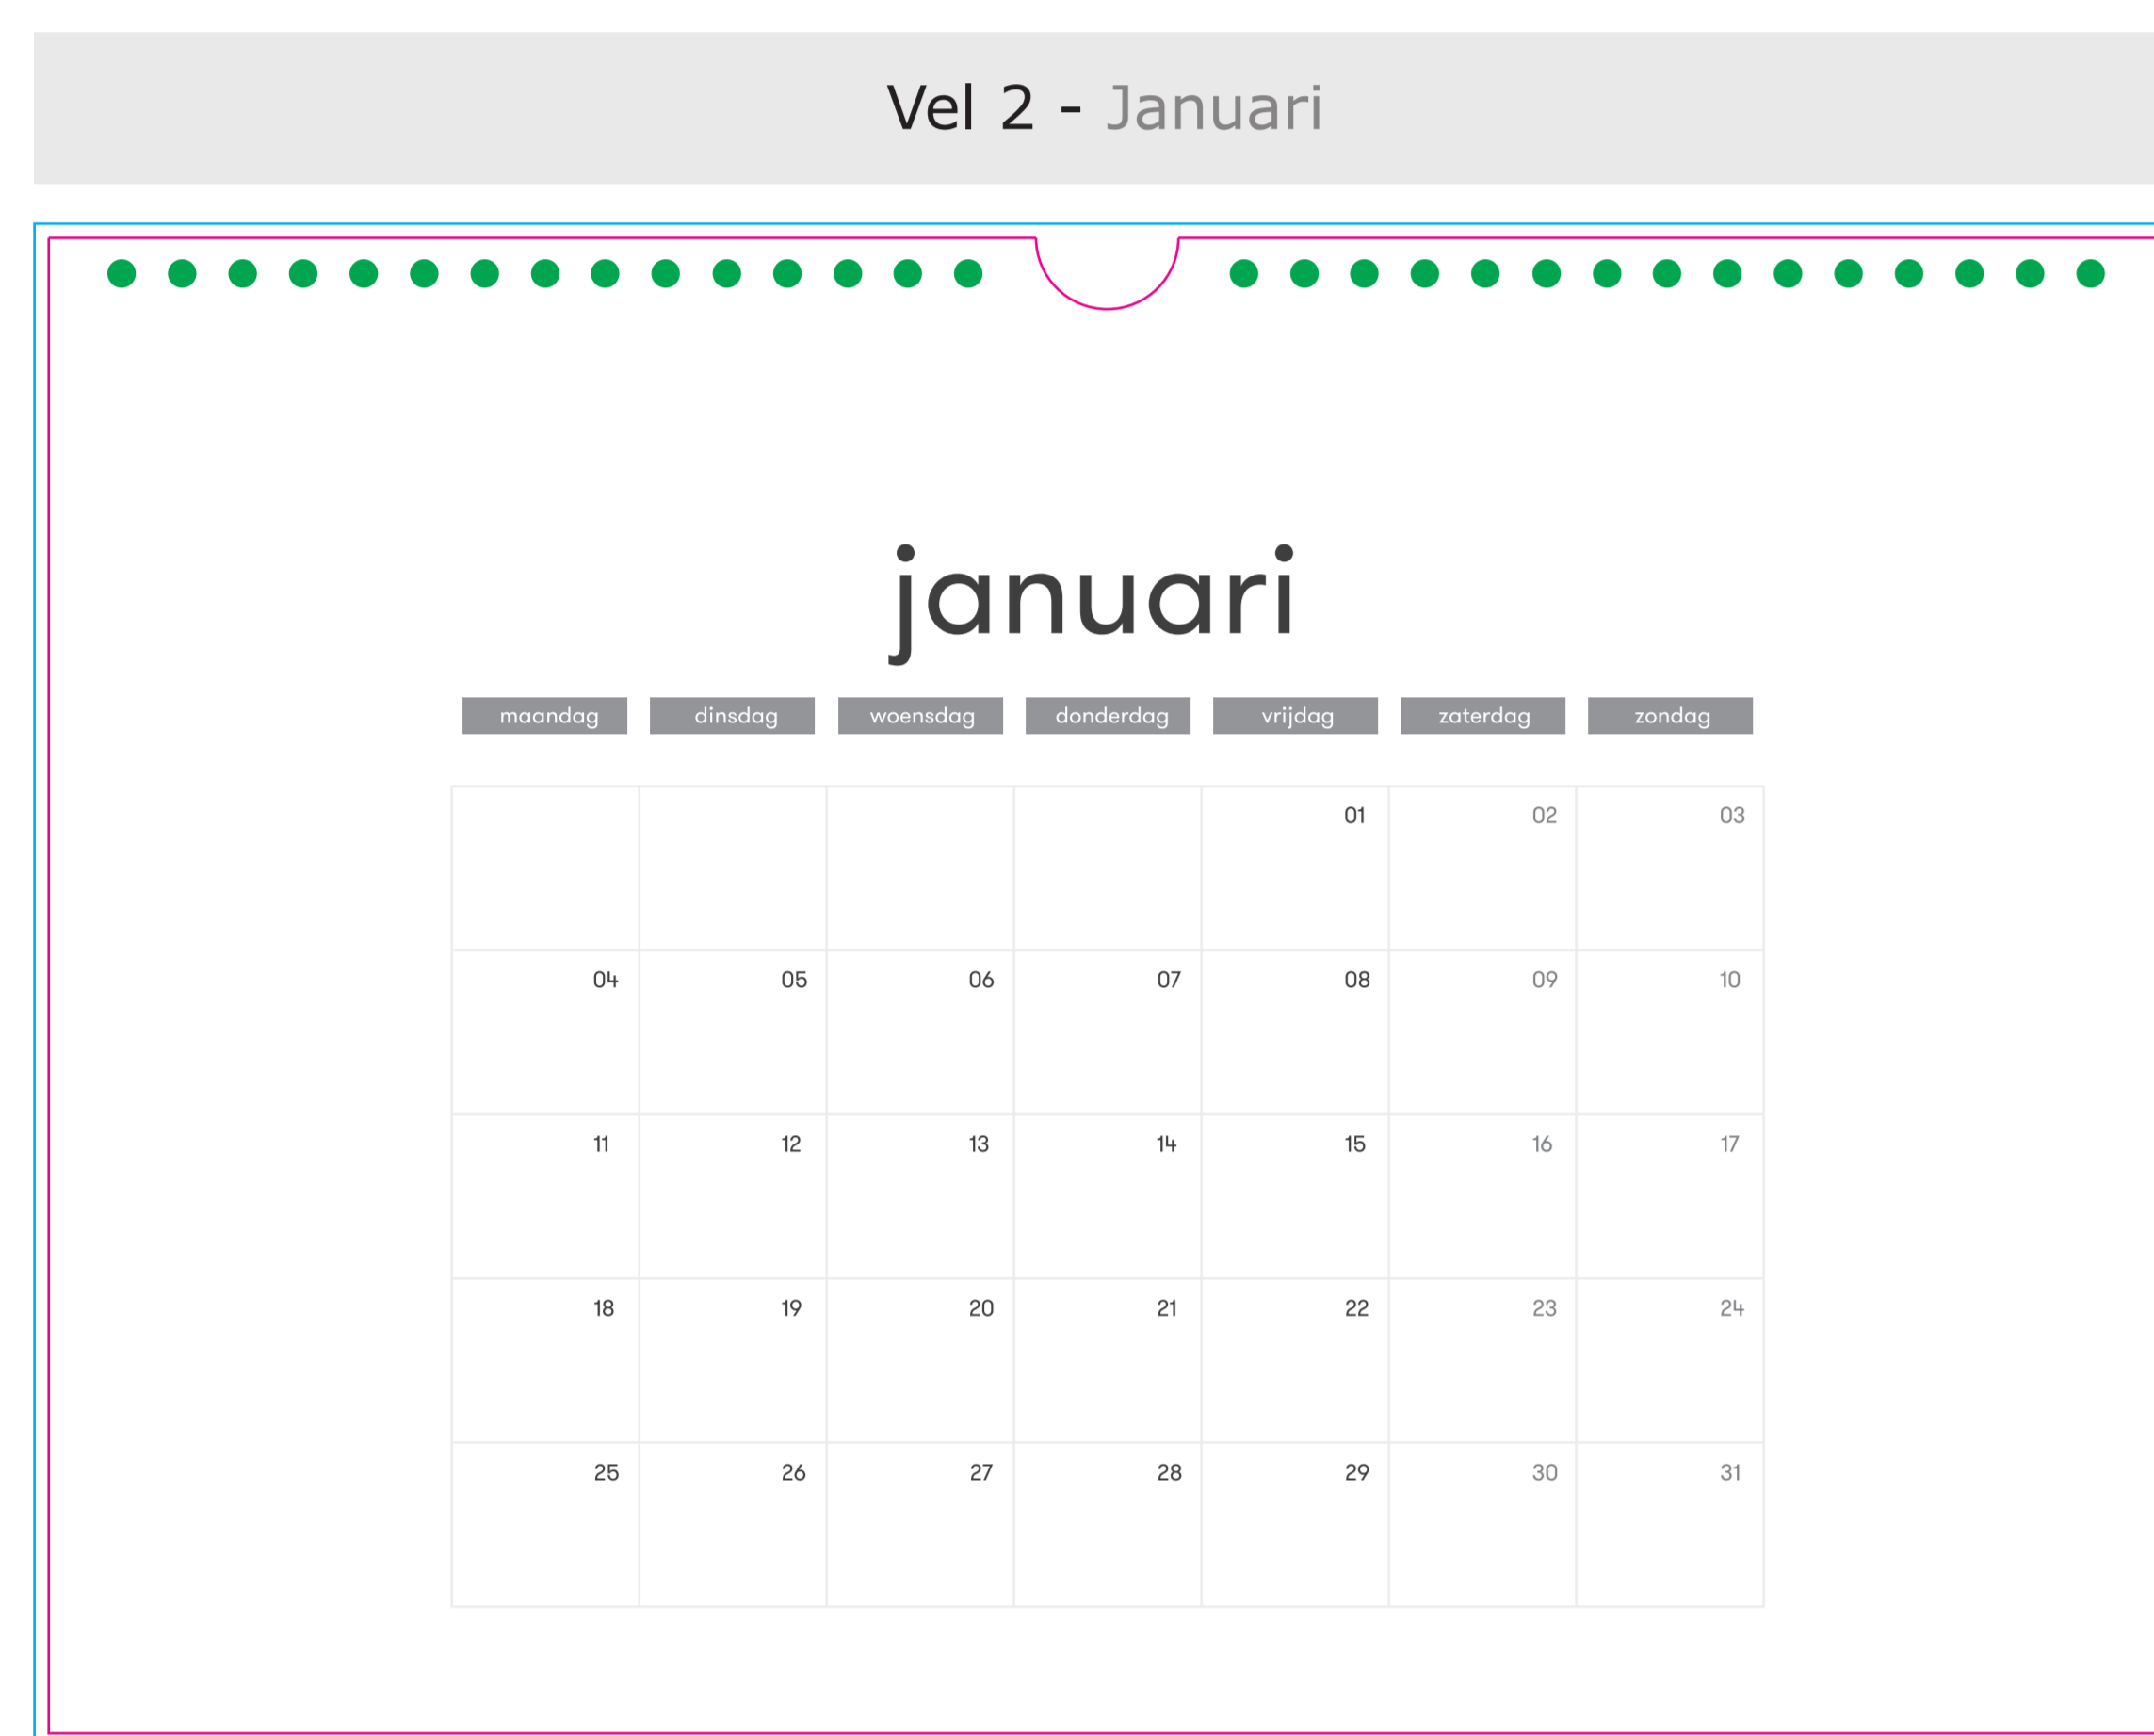 Vel 2 - Januari
januari
maandag dinsdag woensdag donderdag vrijdag zaterdag zondag
01 02 03
04 05 06 07 08 09 10
11 12 13 14 15 16 17
18 19 20 21 22 23 24
25 26 27 28 29 30 31